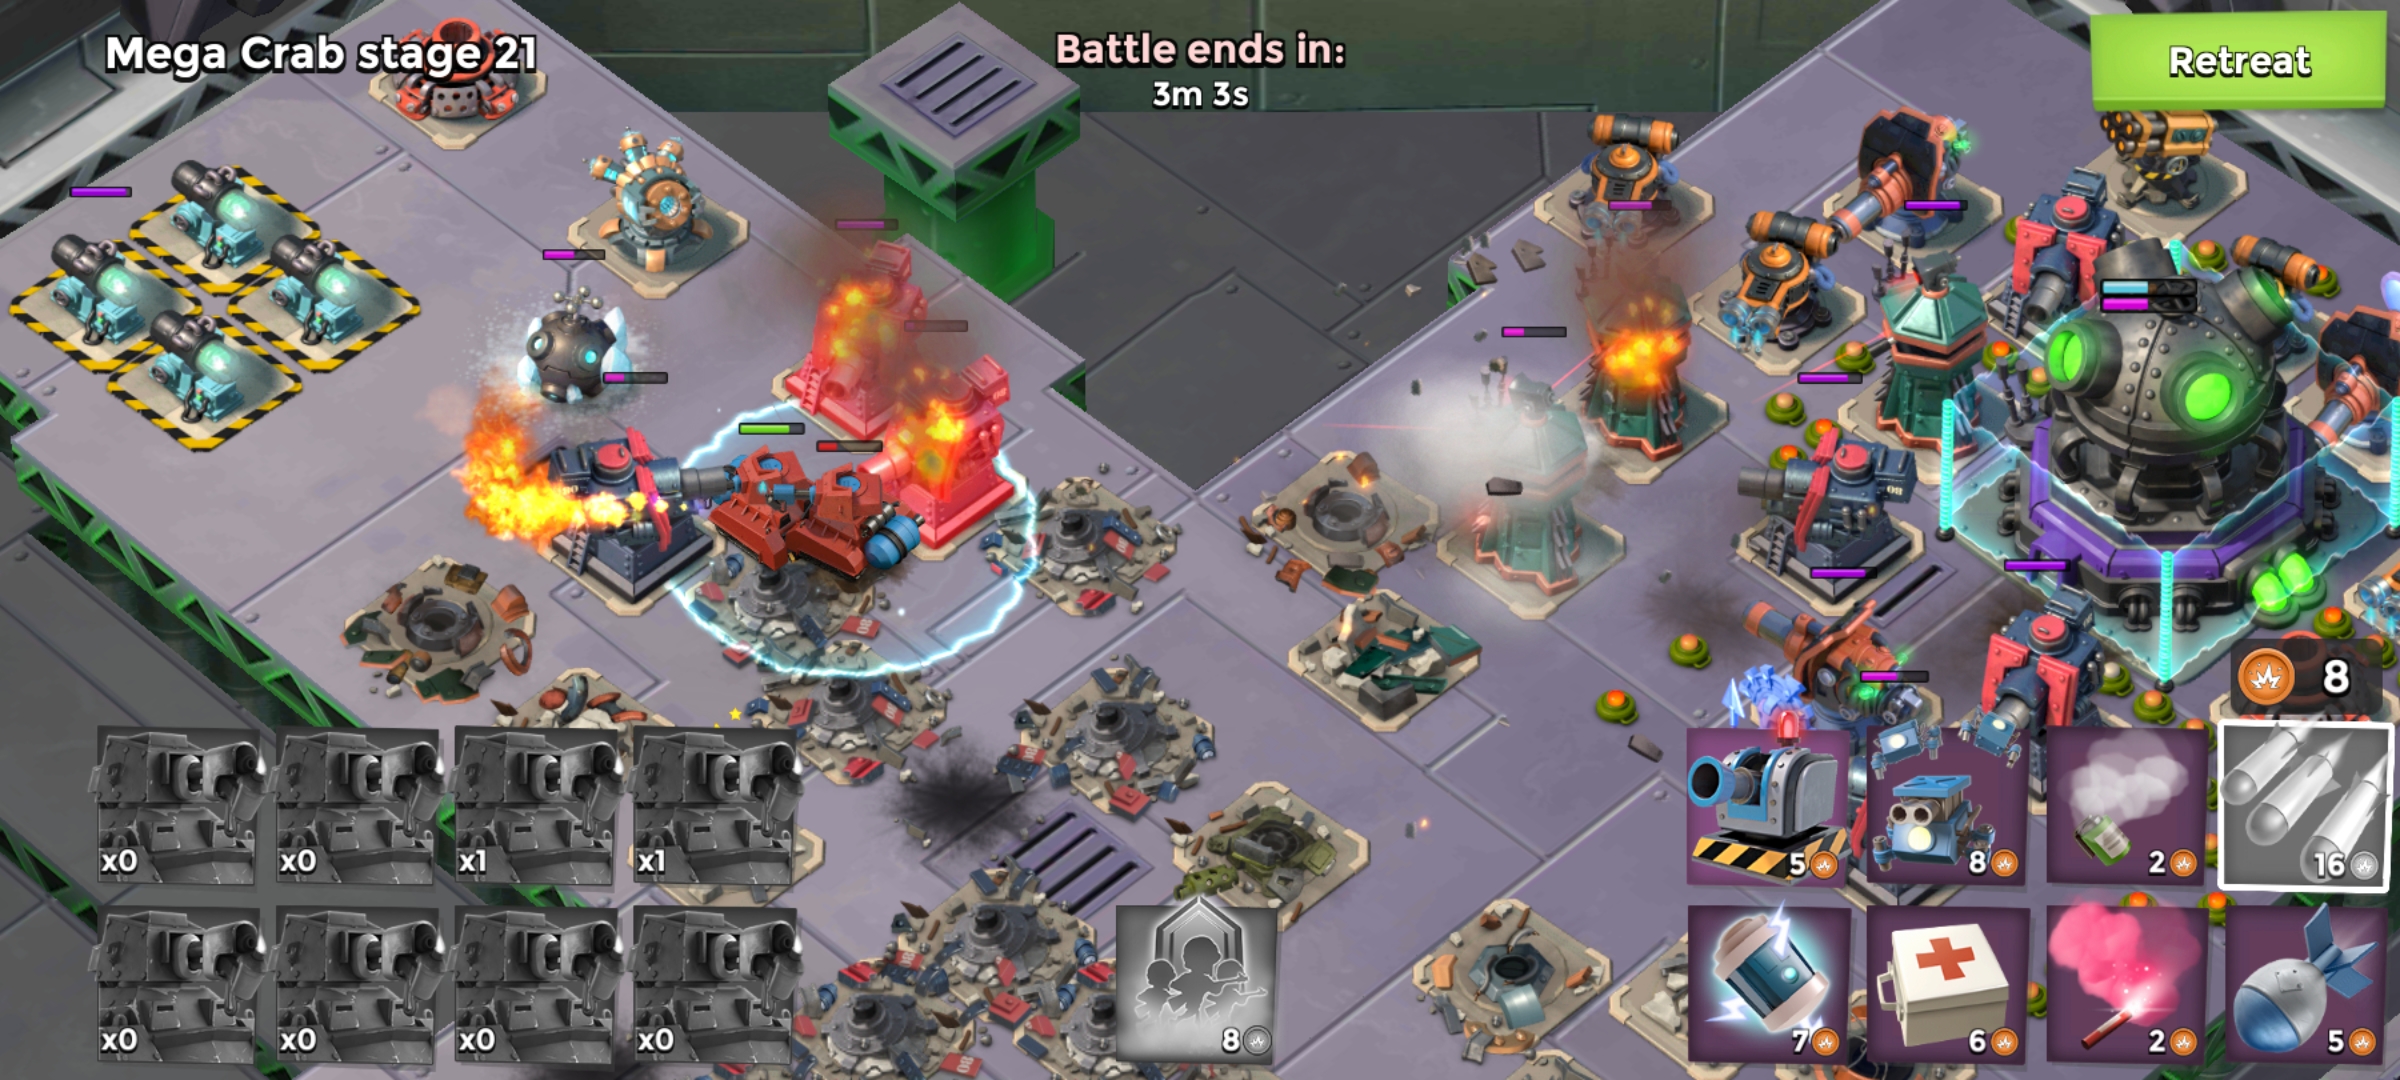 Mega Crab stage 21
Battle ends in:
3m 3s
Retreat
8
x0
x0
x1
x1
5
8
2
16
x0
x0
x0
x0
8
7
6
2
5